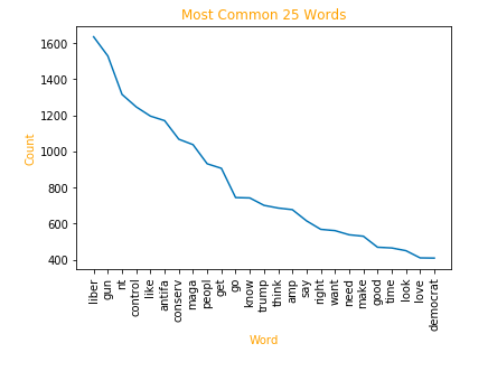 Most Common 25 Words
1600
1400
1200
1000
800
600
400
Count
liber
gun
nt
control
like
antifa
conserv
maga
peopl
get
go
know
trump
think
amp
say
right
want
need
make
good
time
look
love
democrat
Word